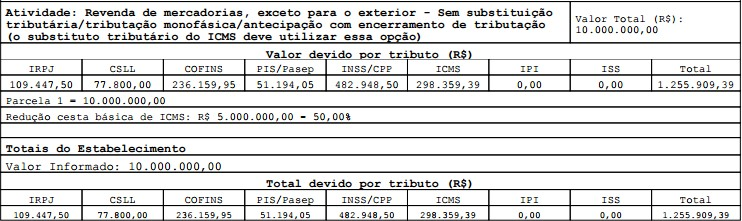 Atividade: Revenda de mercadorias, exceto para o exterior - Sem substituição
tributária/tributação monofásica/antecipação com encerramento de tributação
(o substituto tributário do ICMS deve utilizar essa opção)
Valor Total (R$):
10.000.000,00
Valor devido por tributo (R$)
IRPJ CSLL COFINS PIS/Pasep INSS/CPP ICMS IPI ISS Total
109.447,50 77.800,00 236.159,95 51.194,05 482.948,50 298.359,39 0,00 0,00 1.255.909,39
Parcela 1 = 10.000.000,00
Redução cesta básica de ICMS: R$ 5.000.000,00 - 50,00%
Totais do Estabelecimento
Valor Informado: 10.000.000,00
Total devido por tributo (R$)
IRPJ CSLL COFINS PIS/Pasep INSS/CPP ICMS IPI ISS Total
109.447,50 77.800,00 236.159,95 51.194,05 482.948,50 298.359,39 0,00 0,00 1.255.909,39